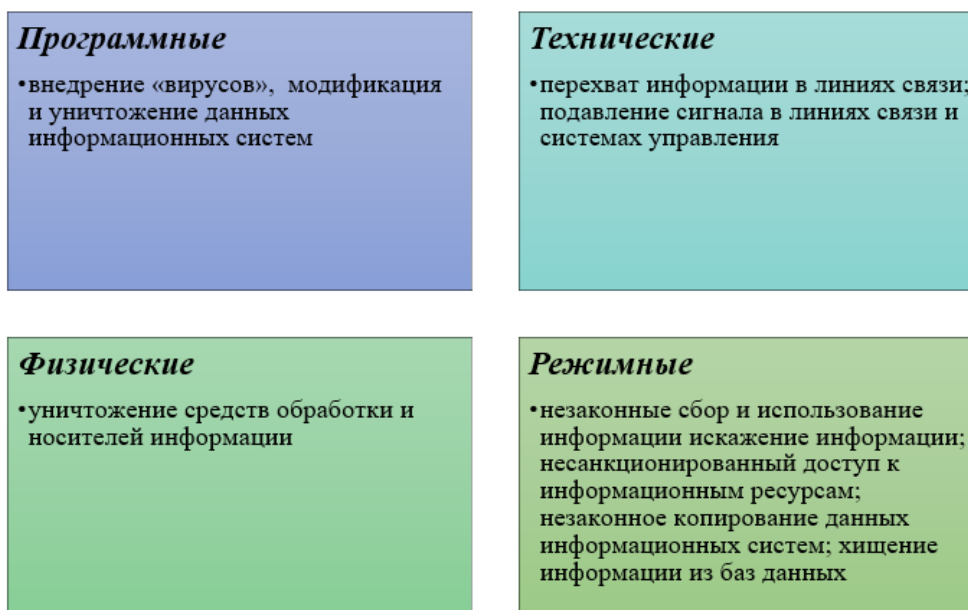 Программные
•внедрение «вирусов», модификация
и уничтожение данных
информационных систем
Технические
•перехват информации в линиях связи;
подавление сигнала в линиях связи и
системах управления
Физические
•уничтожение средств обработки и
носителей информации
Режимные
•незаконные сбор и использование
информации искажение информации;
несанкционированный доступ к
информационным ресурсам;
незаконное копирование данных
информационных систем; хищение
информации из баз данных